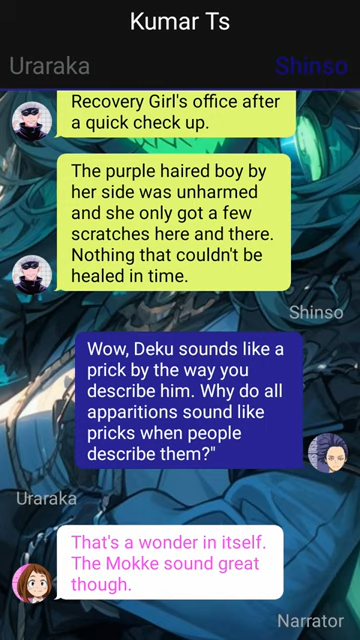 Kumar Ts
Uraraka Shinso
Recovery Girl's office after
a quick check up.
The purple haired boy by
her side was unharmed
and she only got a few
scratches here and there.
Nothing that couldn't be
healed in time.
Shinso
Wow, Deku sounds like a
prick by the way you
describe him. Why do all
apparitions sound like
pricks when people
describe them?"
Uraraka
That's a wonder in itself.
The Mokke sound great
though.
Narrator